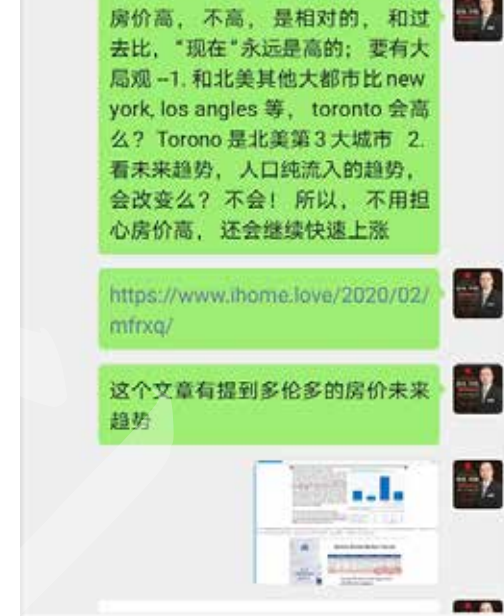 房价高， 不高， 是相对的， 和过
去比， “现在”永远是高的； 要有大
局观 --1. 和北美其他大都市比 new
york, los angles 等， toronto 会高
么？ Torono 是北美第 3 大城市 2.
看未来趋势， 人口纯流入的趋势，
会改变么？ 不会！ 所以， 不用担
心房价高， 还会继续快速上涨
https://www.ihome.love/2020/02/
mfrxq/
这个文章有提到多伦多的房价未来
趋势